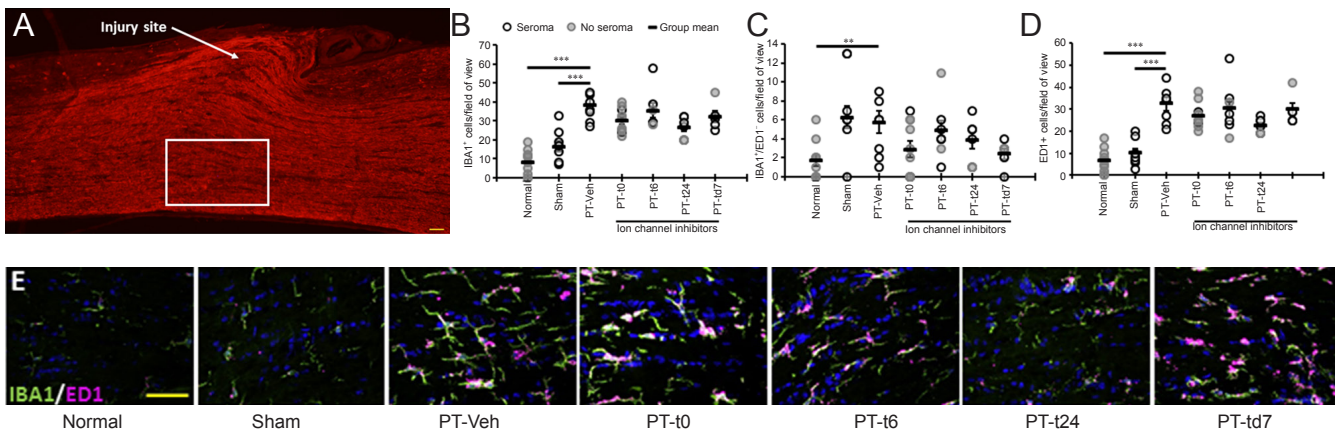 A
Injury site
B
C
D
Seroma No seroma Group mean
IBA1+ cells/field of view
70
60
50
40
30
20
10
0
***
***
Normal
Sham
PT-Veh
PT-t0
PT-t6
PT-t24
PT-td7
Ion channel inhibitors
IBA1+/ED1- cells/field of view
14
12
10
8
6
4
2
0
**
Normal
Sham
PT-Veh
PT-t0
PT-t6
PT-t24
PT-td7
Ion channel inhibitors
ED1+ cells/field of view
60
50
40
30
20
10
0
***
***
Normal
Sham
PT-Veh
PT-t0
PT-t6
PT-t24
Ion channel inhibitors
E
IBA1/ED1
Normal Sham PT-Veh PT-t0 PT-t6 PT-t24 PT-td7